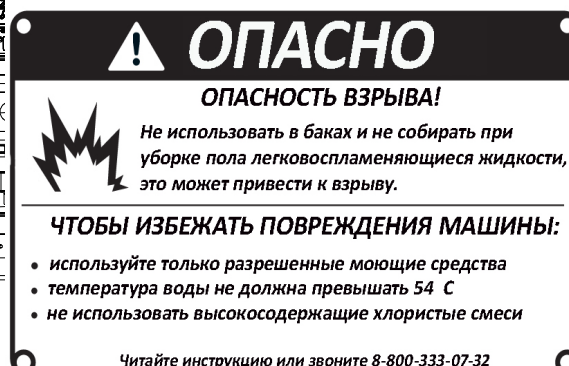 ОПАСНО
ОПАСНОСТЬ ВЗРЫВА!
Не использовать в баках и не собирать при
уборке пола легковоспламеняющиеся жидкости,
это может привести к взрыву.
ЧТОБЫ ИЗБЕЖАТЬ ПОВРЕЖДЕНИЯ МАШИНЫ:
• используйте только разрешенные моющие средства
• температура воды не должна превышать 54 С
• не использовать высокосодержащие хлористые смеси
Читайте инструкцию или звоните 8-800-333-07-32